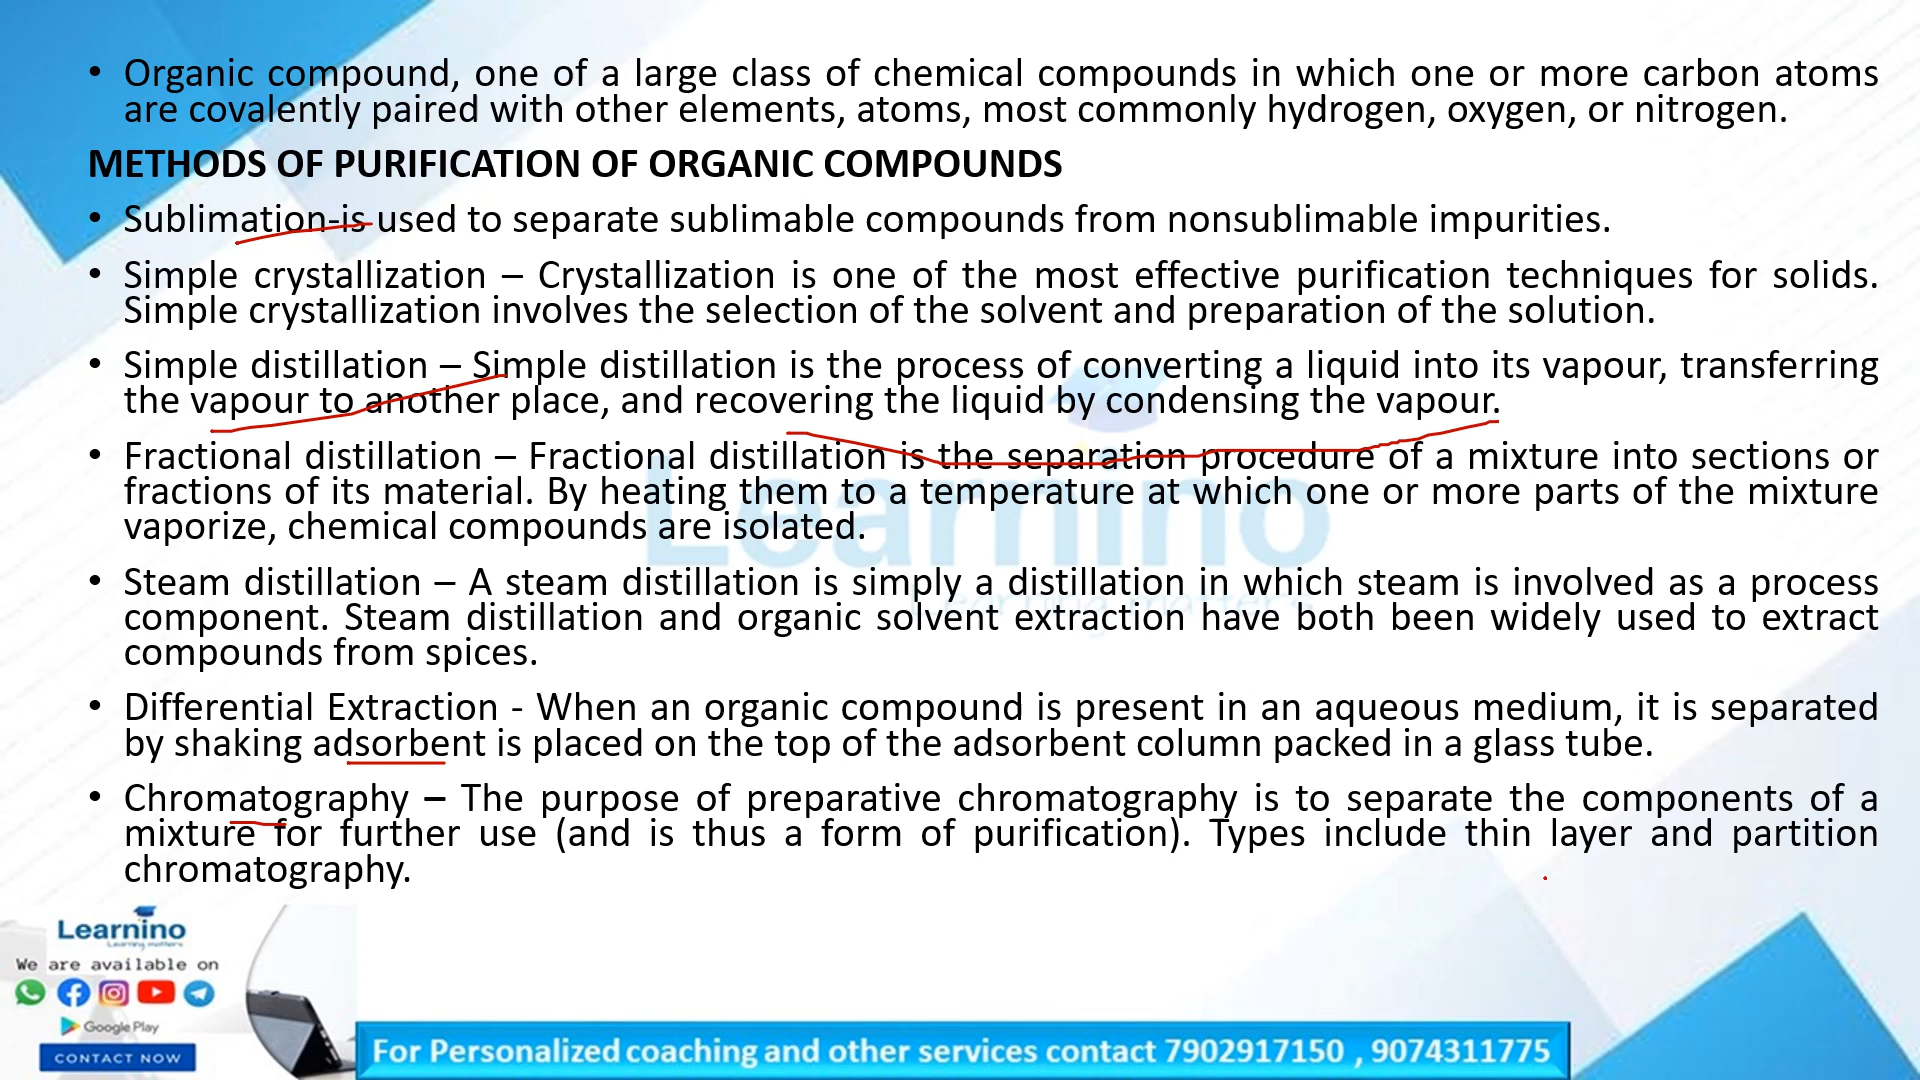 • Organic compound, one of a large class of chemical compounds in which one or more carbon atoms
are covalently paired with other elements, atoms, most commonly hydrogen, oxygen, or nitrogen.
METHODS OF PURIFICATION OF ORGANIC COMPOUNDS
• Sublimation-is used to separate sublimable compounds from nonsublimable impurities.
• Simple crystallization – Crystallization is one of the most effective purification techniques for solids.
Simple crystallization involves the selection of the solvent and preparation of the solution.
• Simple distillation – Simple distillation is the process of converting a liquid into its vapour, transferring
the vapour to another place, and recovering the liquid by condensing the vapour.
• Fractional distillation – Fractional distillation is the separation procedure of a mixture into sections or
fractions of its material. By heating them to a temperature at which one or more parts of the mixture
vaporize, chemical compounds are isolated.
• Steam distillation – A steam distillation is simply a distillation in which steam is involved as a process
component. Steam distillation and organic solvent extraction have both been widely used to extract
compounds from spices.
• Differential Extraction - When an organic compound is present in an aqueous medium, it is separated
by shaking adsorbent is placed on the top of the adsorbent column packed in a glass tube.
• Chromatography – The purpose of preparative chromatography is to separate the components of a
mixture for further use (and is thus a form of purification). Types include thin layer and partition
chromatography.
Learnino
Learning matters
Learnino
Learning matters
We are available on
Google Play
CONTACT NOW
For Personalized coaching and other services contact 7902917150 , 9074311775